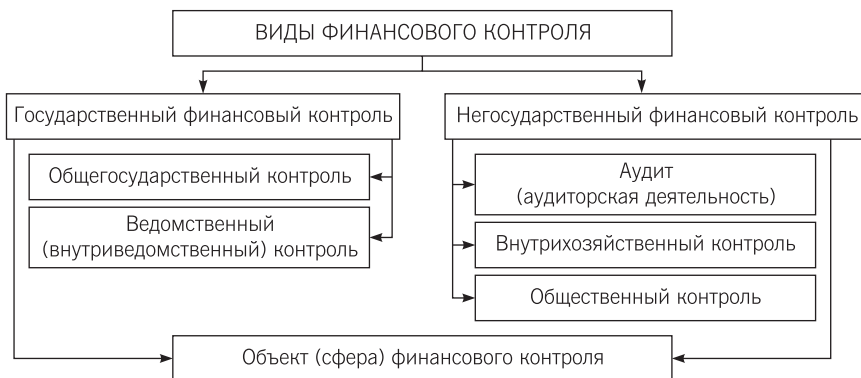 ВИДЫ ФИНАНСОВОГО КОНТРОЛЯ
Государственный финансовый контроль
Негосударственный финансовый контроль
Общегосударственный контроль
Ведомственный
(внутриведомственный) контроль
Аудит
(аудиторская деятельность)
Внутрихозяйственный контроль
Общественный контроль
Объект (сфера) финансового контроля